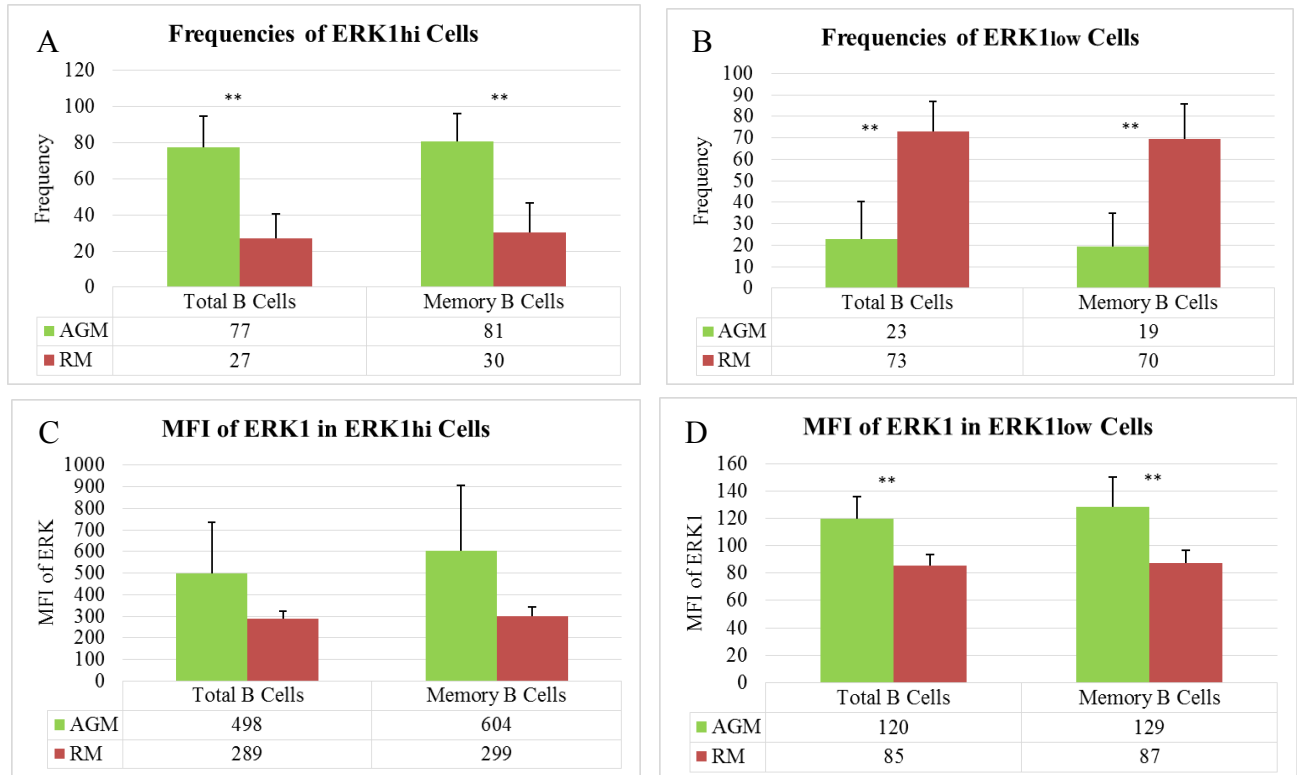 A
Frequencies of ERK1hi Cells
120
100
80
60
40
20
0
Frequency
** **
Total B Cells Memory B Cells
AGM 77 81
RM 27 30
B
Frequencies of ERK1low Cells
100
90
80
70
60
50
40
30
20
10
0
Frequency
** **
Total B Cells Memory B Cells
AGM 23 19
RM 73 70
C
MFI of ERK1 in ERK1hi Cells
1000
900
800
700
600
500
400
300
200
100
0
MFI of ERK
Total B Cells Memory B Cells
AGM 498 604
RM 289 299
D
MFI of ERK1 in ERK1low Cells
160
140
120
100
80
60
40
20
0
MFI of ERK1
** **
Total B Cells Memory B Cells
AGM 120 129
RM 85 87